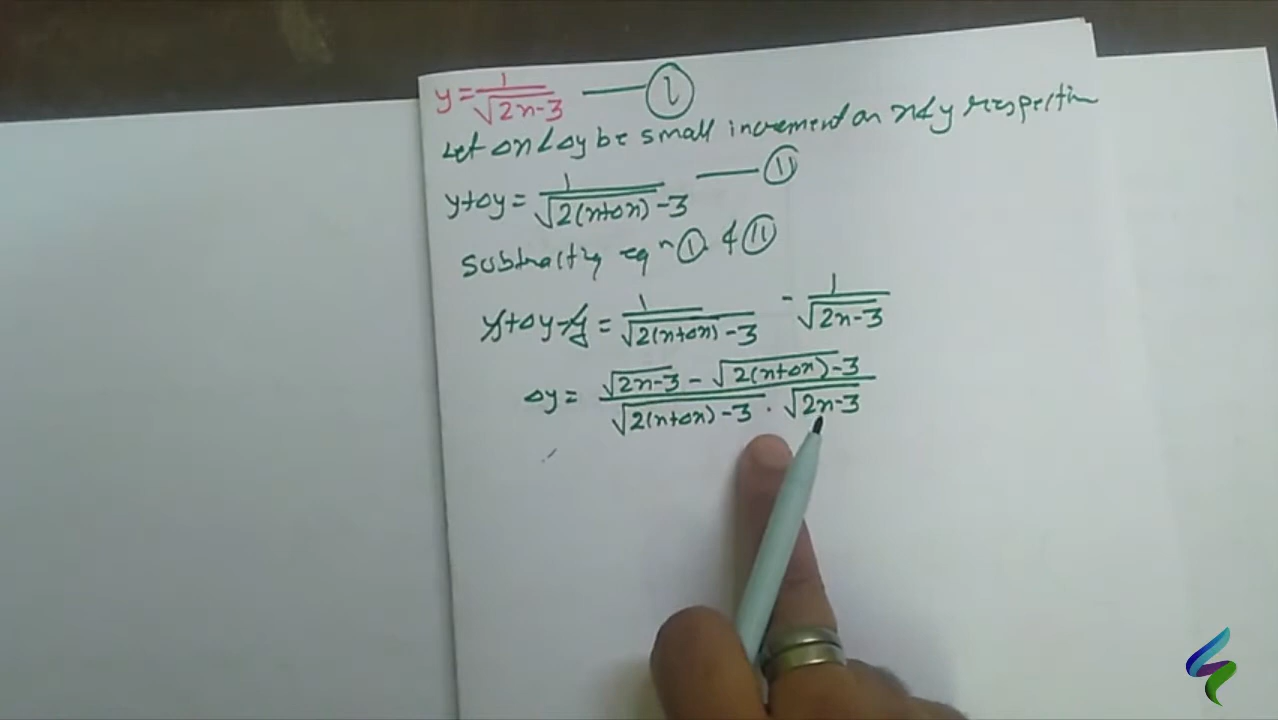 y = 1/√(2x-3) —— (I)
Let Δx & Δy be small increment on x & y respectin
y+Δy = 1/√(2(x+Δx)-3) —— (II)
subtracting eqⁿ (I) & (II)
y+Δy-y = 1/√(2(x+Δx)-3) - 1/√(2x-3)
Δy = (√(2x-3) - √(2(x+Δx)-3))/(√(2(x+Δx)-3) · √(2x-3))